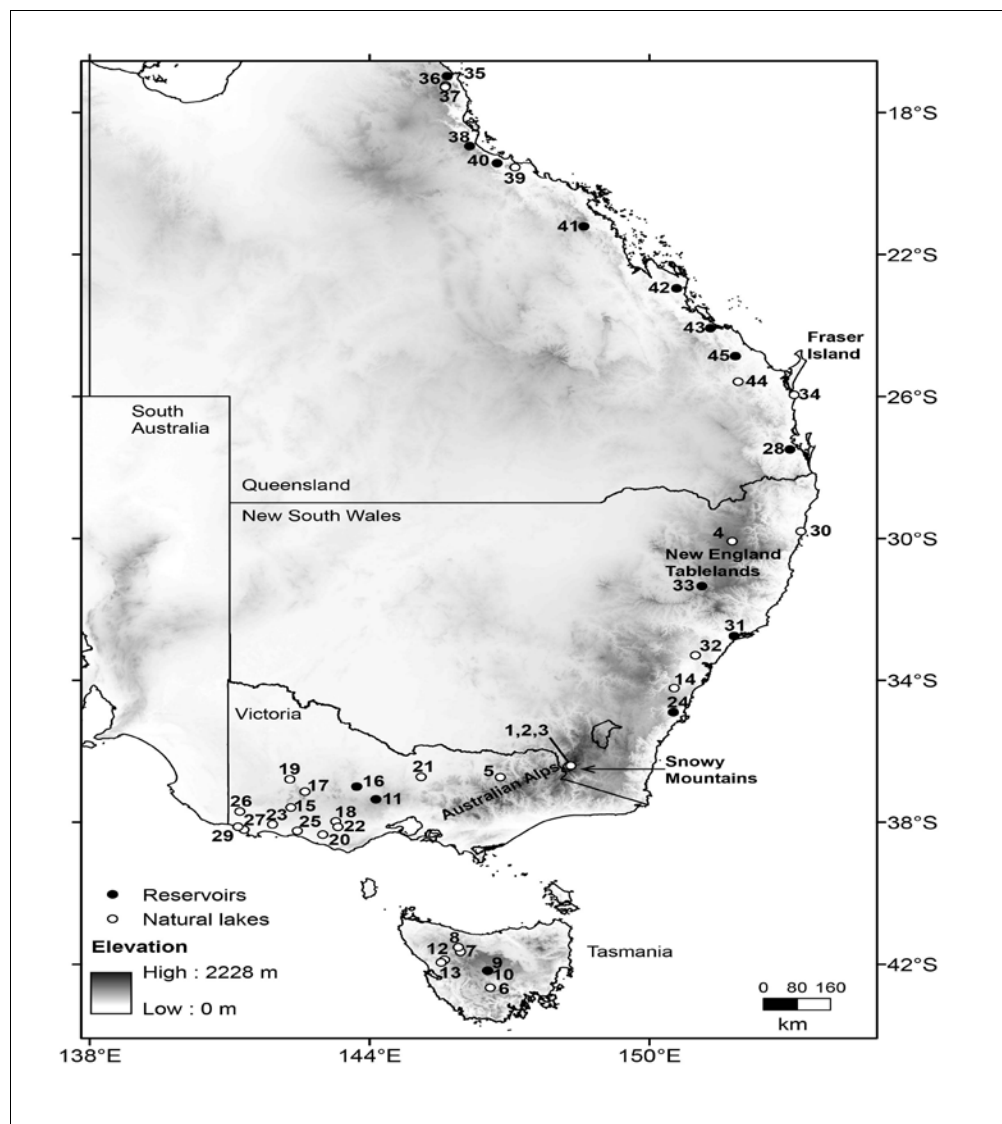 36
35
37
18°S
38
40
39
41
22°S
42
43
Fraser
Island
45
44
34
26°S
South
Australia
28
Queensland
New South Wales
4
30
30°S
New England
Tablelands
33
31
32
14
34°S
24
Victoria
1,2,3
Snowy
Mountains
Australian Alps
19
17
16
21
5
11
26
15
18
27
23
25
22
38°S
29
20
Reservoirs
Natural lakes
Elevation
High : 2228 m
Low : 0 m
8
12
7
Tasmania
9
13
10
42°S
6
0 80 160
km
138°E
144°E
150°E